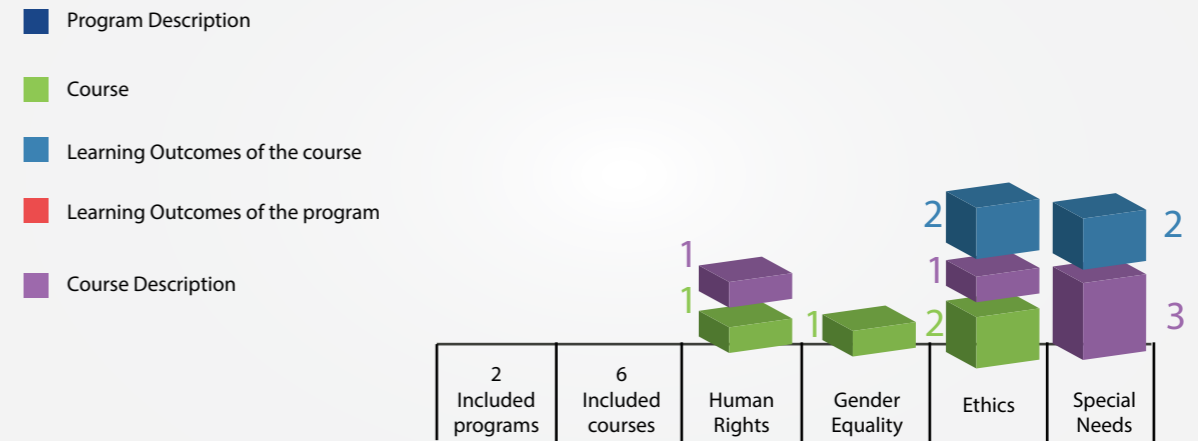 Program Description
Course
Learning Outcomes of the course
Learning Outcomes of the program
Course Description
1
1
1
2
1
2
2
3
2
Included
programs
6
Included
courses
Human
Rights
Gender
Equality
Ethics
Special
Needs